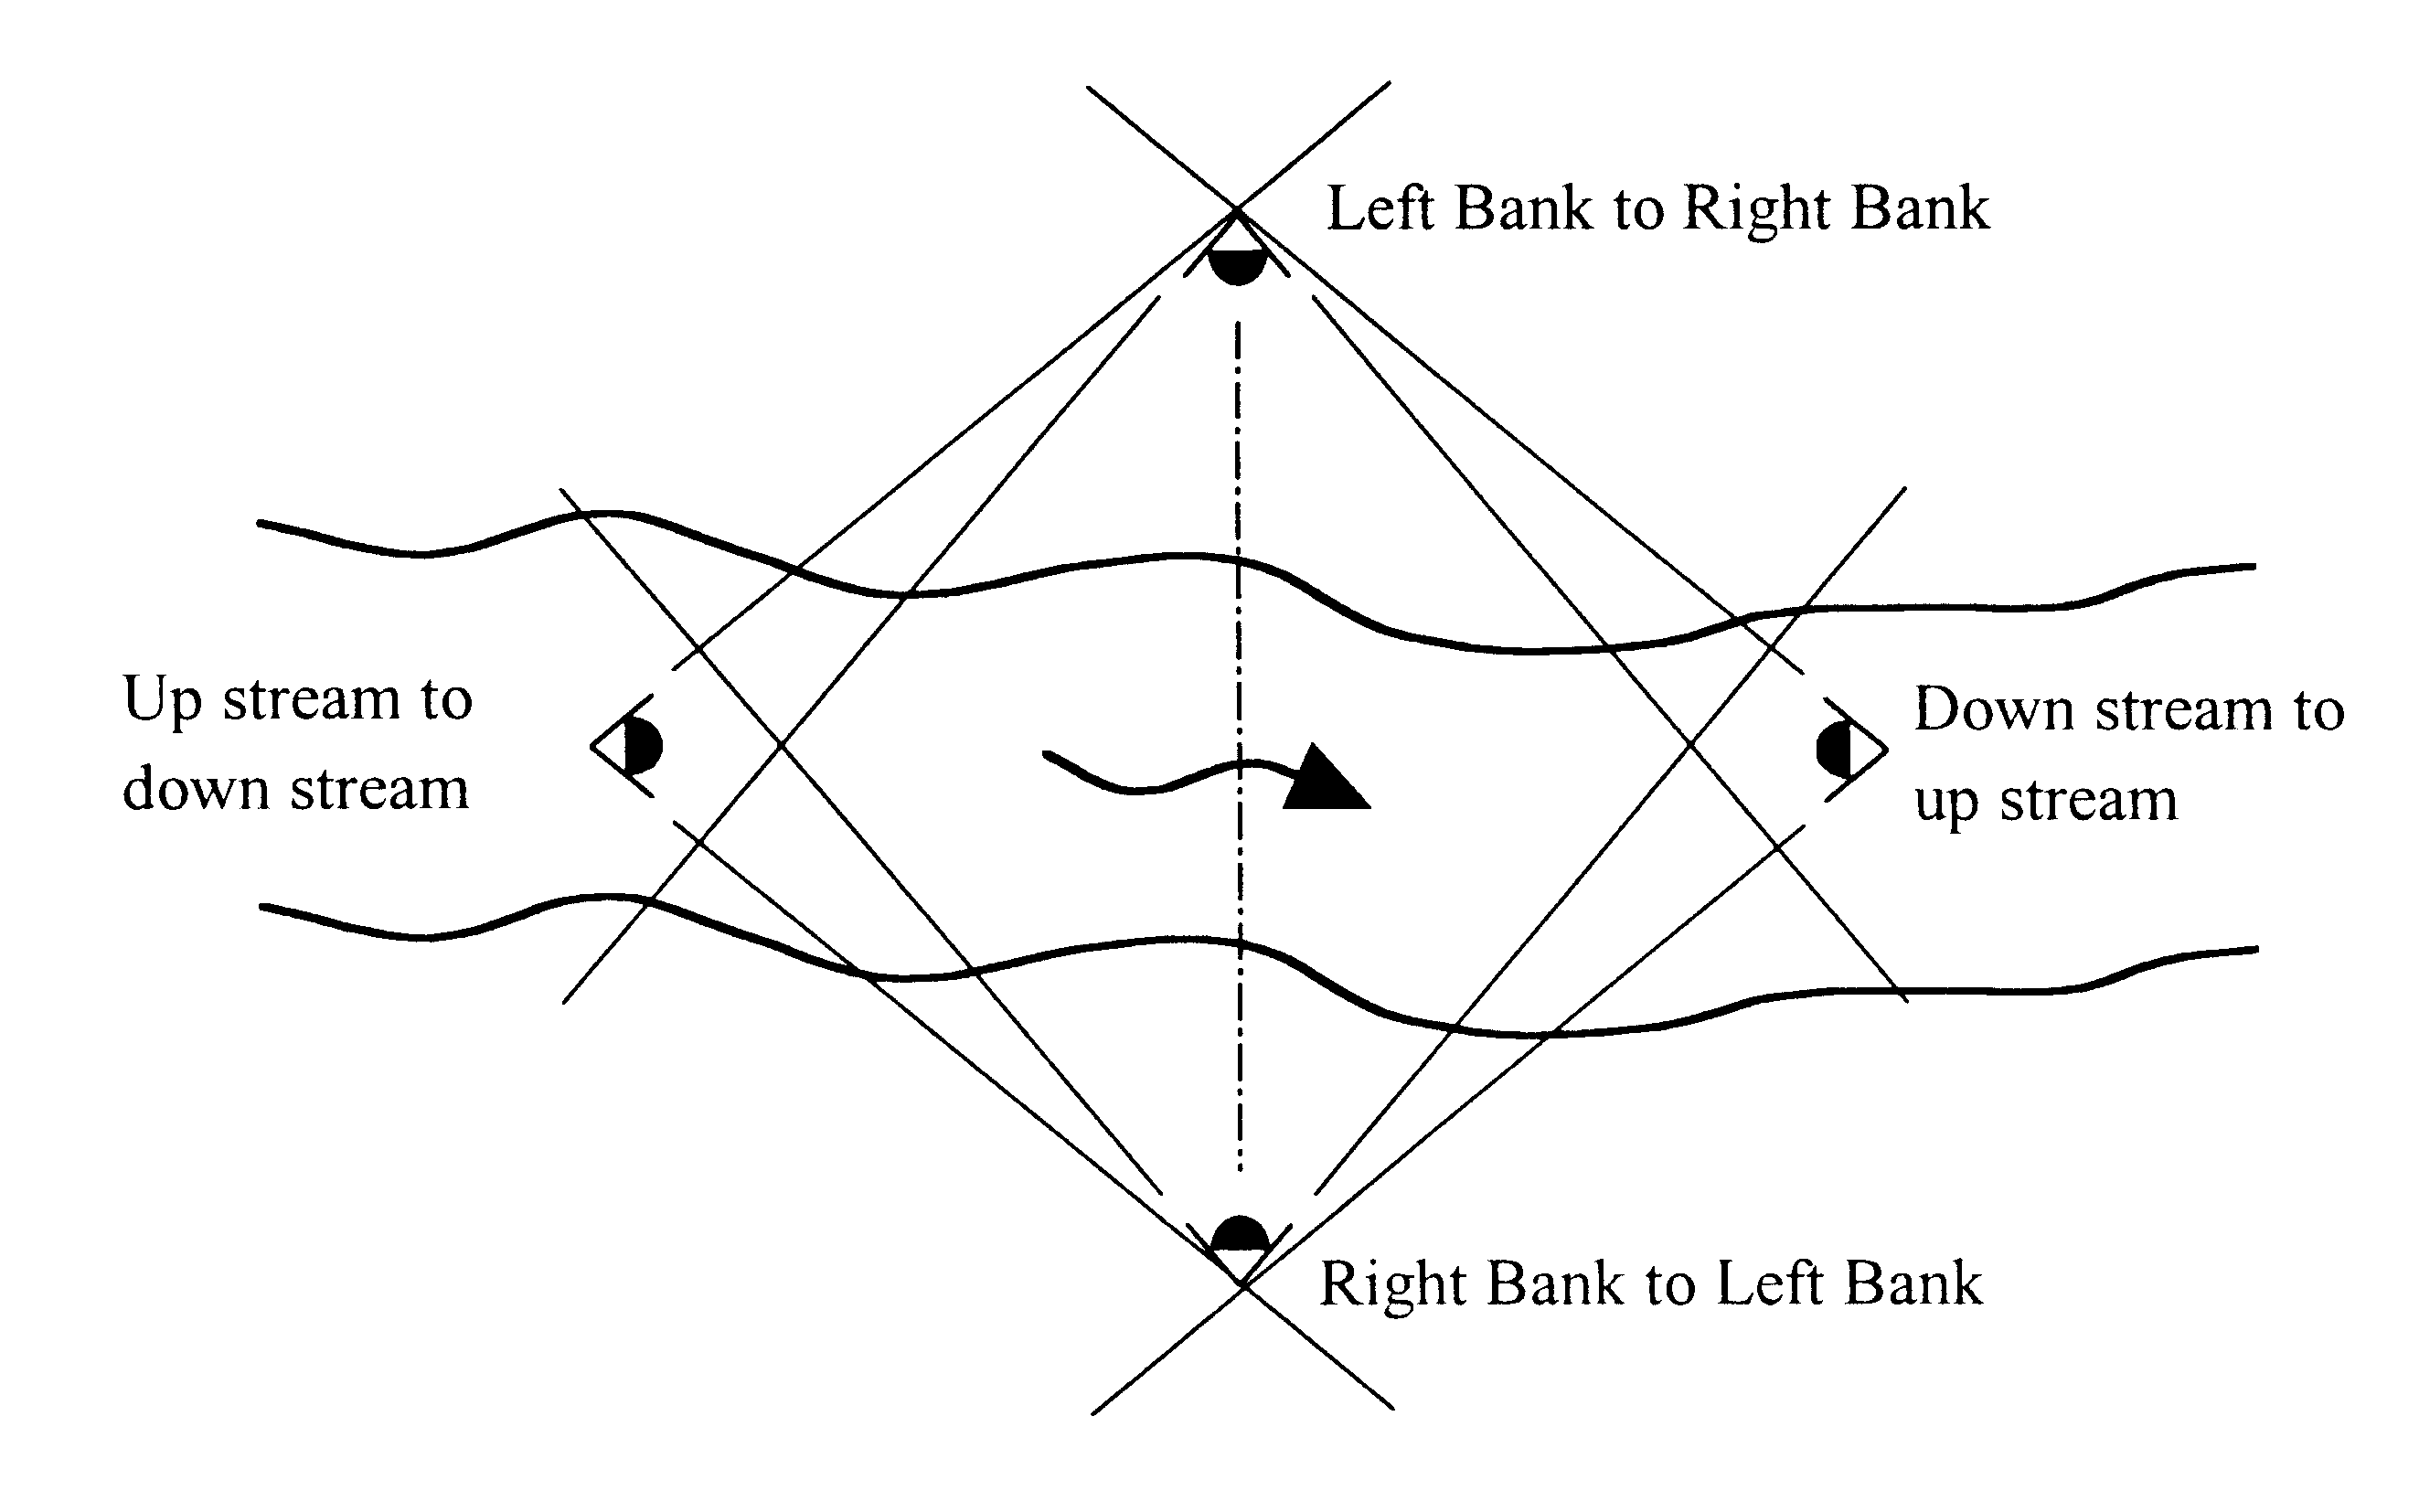 Left Bank to Right Bank
Up stream to
down stream
Down stream to
up stream
Right Bank to Left Bank